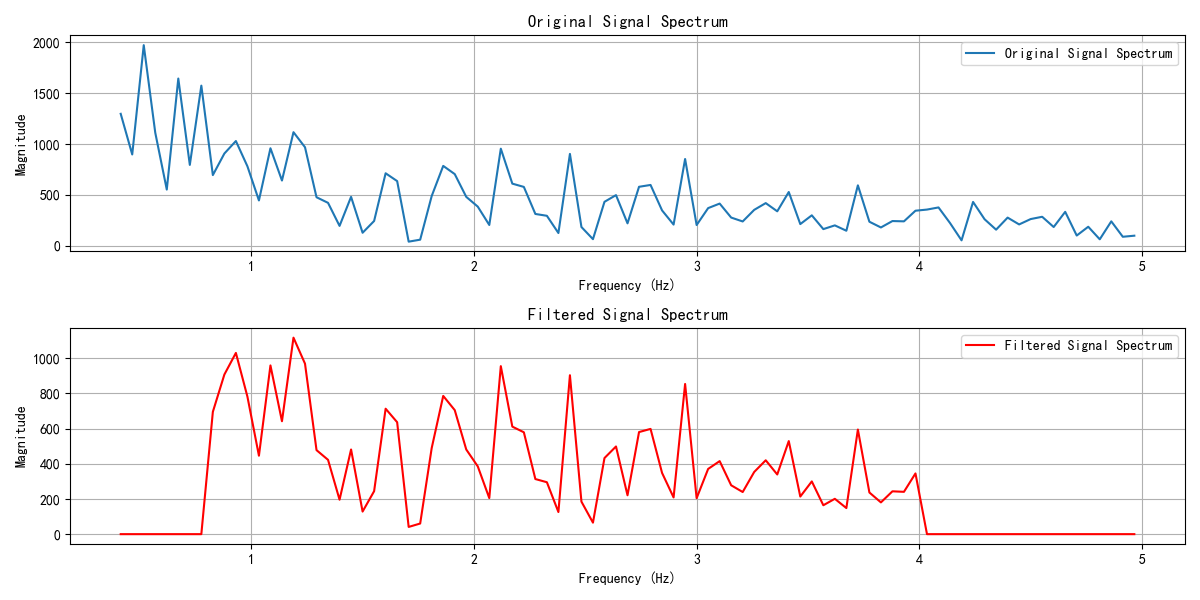 Original Signal Spectrum
2000
1500
1000
500
0
Magnitude
Original Signal Spectrum
1 2 3 4 5
Frequency (Hz)
Filtered Signal Spectrum
1000
800
600
400
200
0
Magnitude
Filtered Signal Spectrum
1 2 3 4 5
Frequency (Hz)